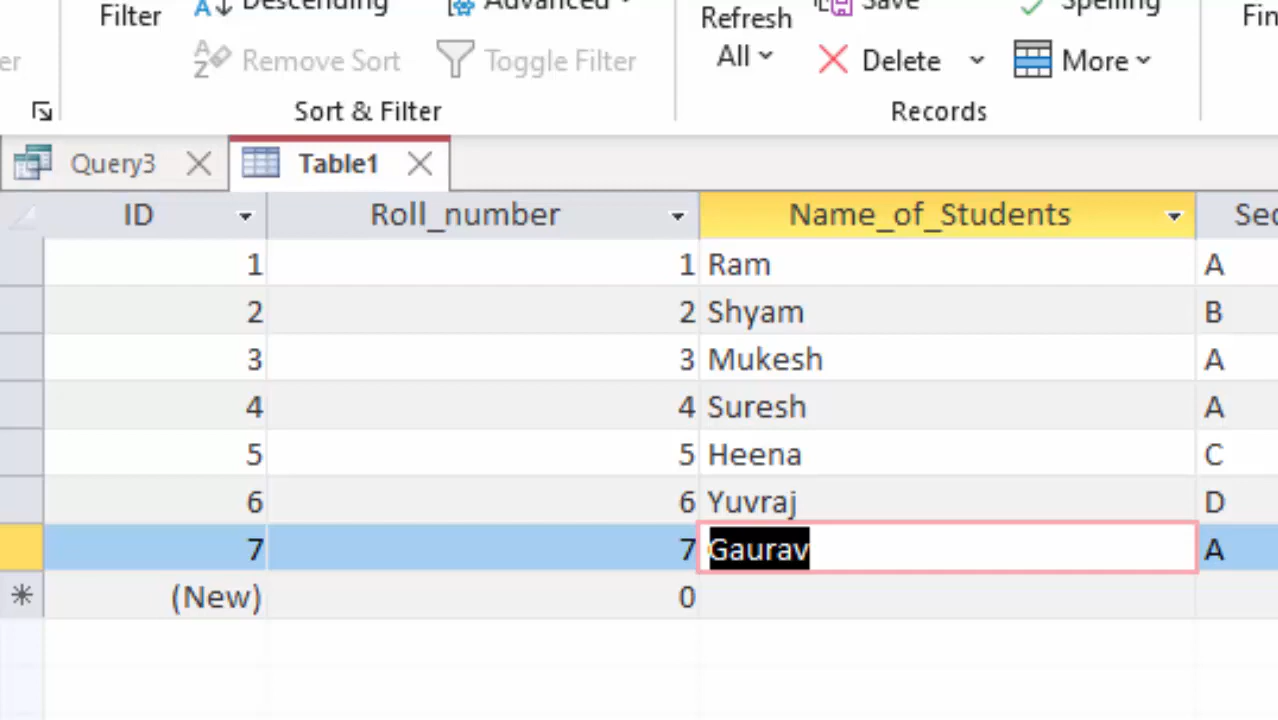 Filter Descending Advanced Refresh All Save Spelling
Remove Sort Toggle Filter Delete More
Sort & Filter Records
Query3 Table1
ID Roll_number Name_of_Students
1 1 Ram A
2 2 Shyam B
3 3 Mukesh A
4 4 Suresh A
5 5 Heena C
6 6 Yuvraj D
7 7 Gaurav A
(New) 0